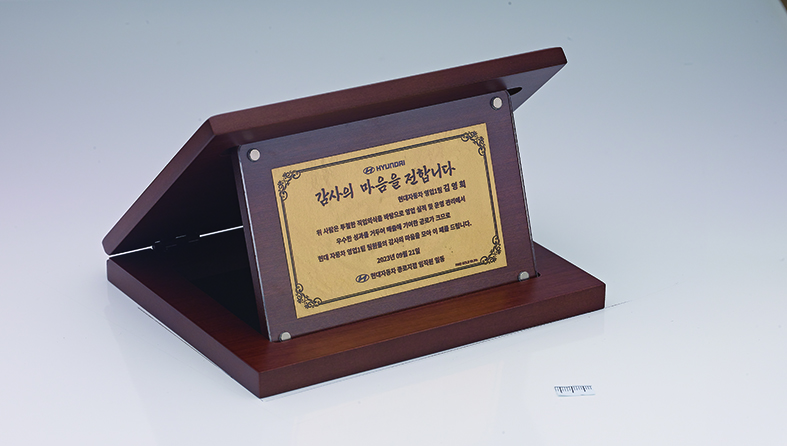 HYUNDAI
감사의 마음을 전합니다
현대자동차 영업1팀 김 영 희
위 사람은 투철한 직업의식을 바탕으로 영업 실적 및 운영 관리에서
우수한 성과를 거두어 매출에 기여한 공로가 크므로
현대 자동차 영업1팀 팀원들의 감사의 마음을 모아 이 패를 드립니다.
2023년 09월 21일
현대자동차 종로지점 임직원 일동